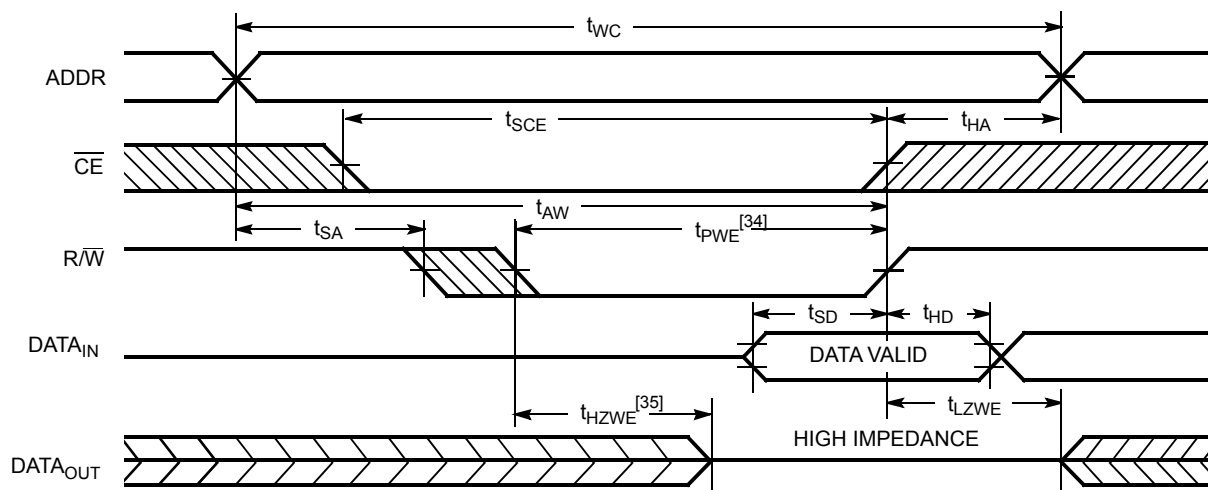 tWC
ADDR
tSCE
tHA
CE
tAW
tSA
tPWE[34]
R/W
tSD
tHD
DATAIN
DATA VALID
tHZWE[35]
tLZWE
HIGH IMPEDANCE
DATAOUT